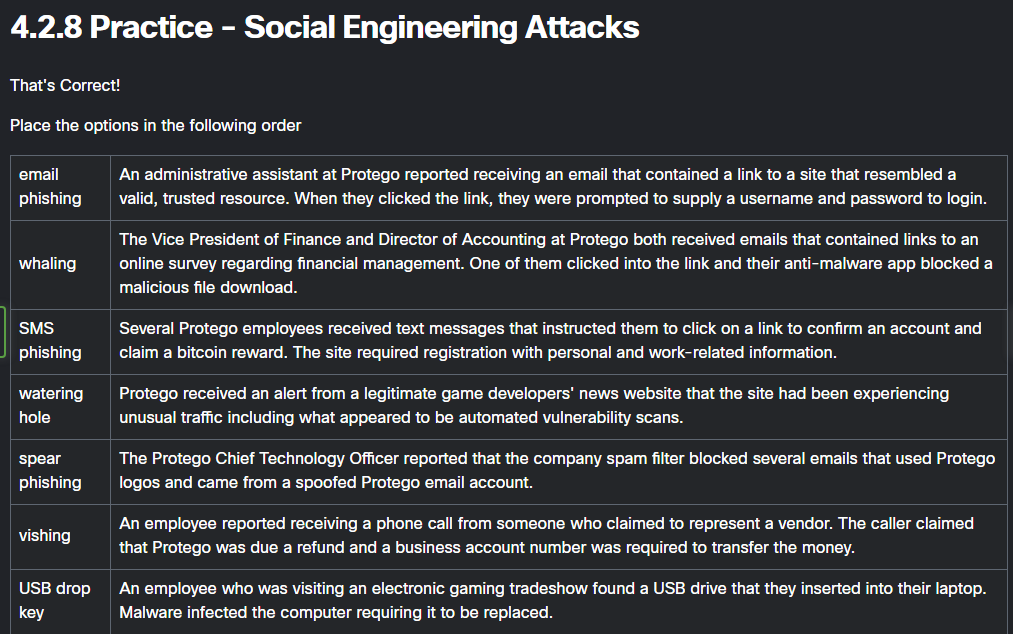 4.2.8 Practice - Social Engineering Attacks
That's Correct!
Place the options in the following order
email
phishing
An administrative assistant at Protego reported receiving an email that contained a link to a site that resembled a
valid, trusted resource. When they clicked the link, they were prompted to supply a username and password to login.
whaling
The Vice President of Finance and Director of Accounting at Protego both received emails that contained links to an
online survey regarding financial management. One of them clicked into the link and their anti-malware app blocked a
malicious file download.
SMS
phishing
Several Protego employees received text messages that instructed them to click on a link to confirm an account and
claim a bitcoin reward. The site required registration with personal and work-related information.
watering
hole
Protego received an alert from a legitimate game developers' news website that the site had been experiencing
unusual traffic including what appeared to be automated vulnerability scans.
spear
phishing
The Protego Chief Technology Officer reported that the company spam filter blocked several emails that used Protego
logos and came from a spoofed Protego email account.
vishing
An employee reported receiving a phone call from someone who claimed to represent a vendor. The caller claimed
that Protego was due a refund and a business account number was required to transfer the money.
USB drop
key
An employee who was visiting an electronic gaming tradeshow found a USB drive that they inserted into their laptop.
Malware infected the computer requiring it to be replaced.